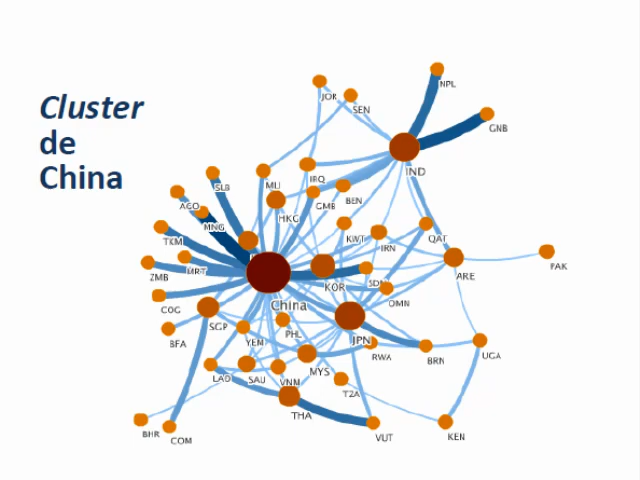 Cluster
de
China
NPL
JOR
SEN
GNB
IND
IRQ
MLI
SLB
GMB
BEN
AGO
HKG
MNG
KWT
QAT
TKM
IRN
PAK
ZMB
MRT
ARE
KOR
SDN
China
OMN
COG
SGP
PHL
JPN
BFA
YEM
RWA
UGA
BRN
MYS
LAO
SAU
VNM
TZA
THA
BHR
COM
VUT
KEN